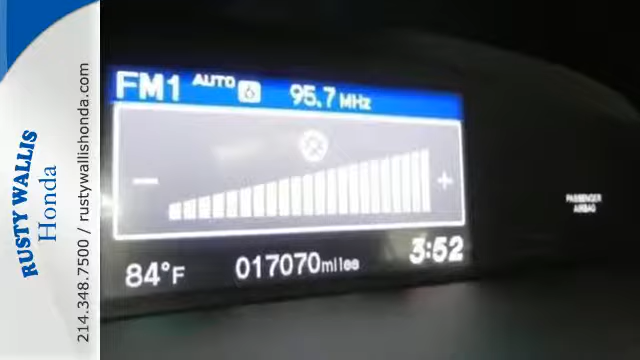 RUSTY WALLIS
Honda
214.348.7500 / rustywallishonda.com
FM1 AUTO 6 95.7 MHz
− +
84°F 017070 miles 3:52
PASSENGER
AIRBAG